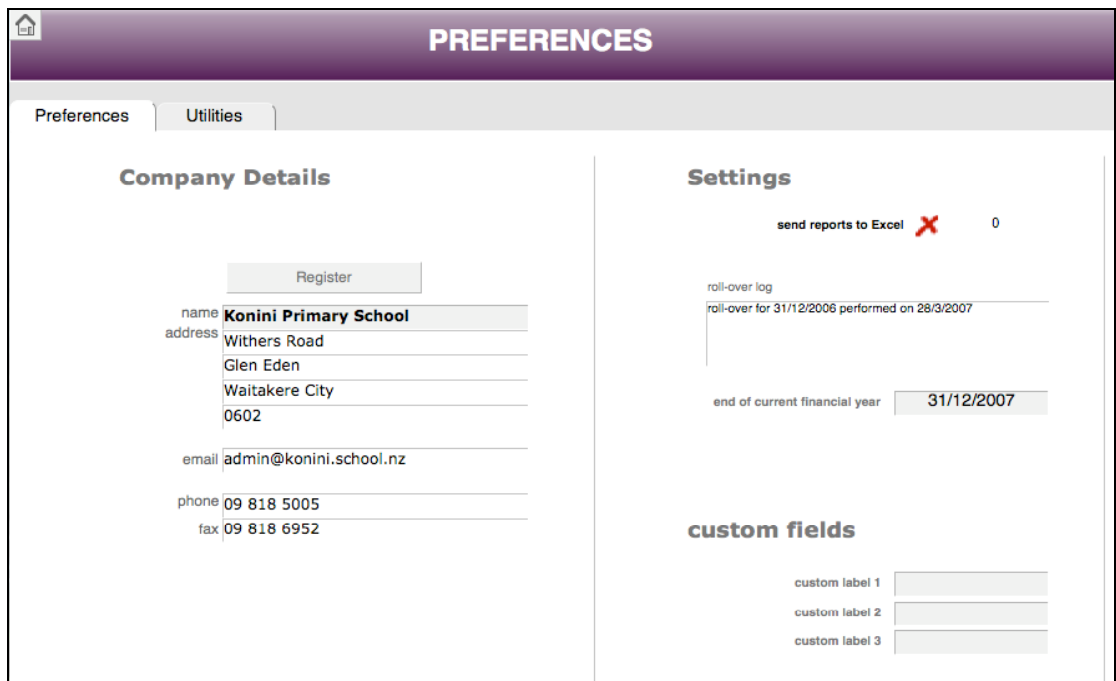 PREFERENCES
Preferences
Utilities
Company Details
Register
name Konini Primary School
address Withers Road
Glen Eden
Waitakere City
0602
email admin@konini.school.nz
phone 09 818 5005
fax 09 818 6952
Settings
send reports to Excel 0
roll-over log
roll-over for 31/12/2006 performed on 28/3/2007
end of current financial year 31/12/2007
custom fields
custom label 1
custom label 2
custom label 3